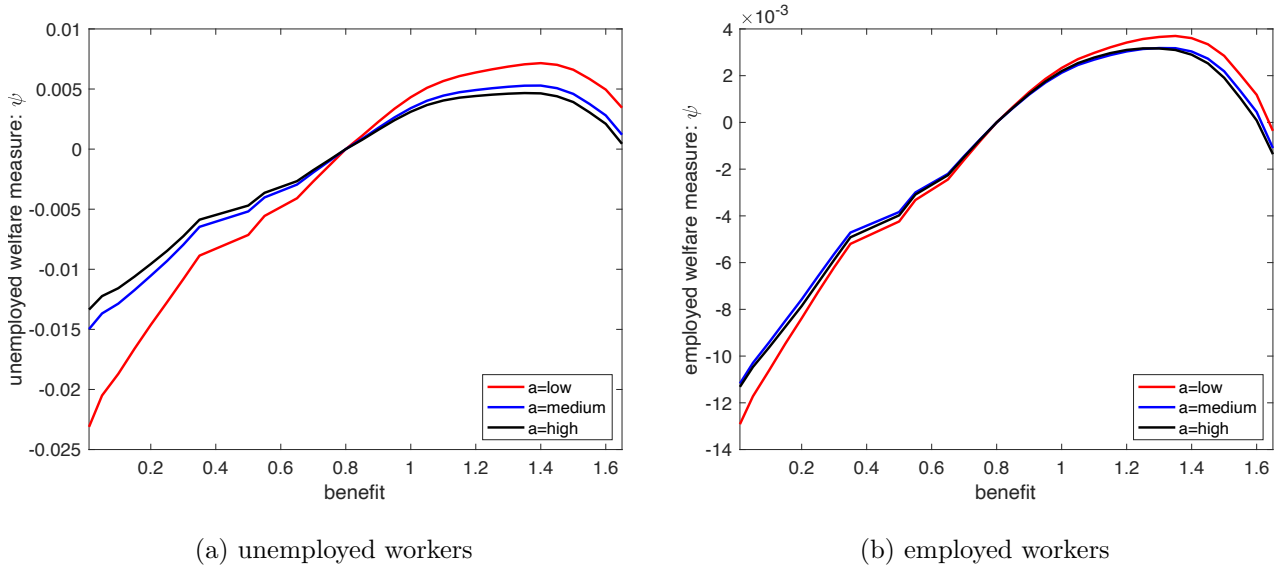 0.01
0.005
0
-0.005
-0.01
-0.015
-0.02
-0.025
unemployed welfare measure: ψ
0.2 0.4 0.6 0.8 1 1.2 1.4 1.6
benefit
a=low
a=medium
a=high
(a) unemployed workers
×10⁻³
4
2
0
-2
-4
-6
-8
-10
-12
-14
employed welfare measure: ψ
0.2 0.4 0.6 0.8 1 1.2 1.4 1.6
benefit
a=low
a=medium
a=high
(b) employed workers